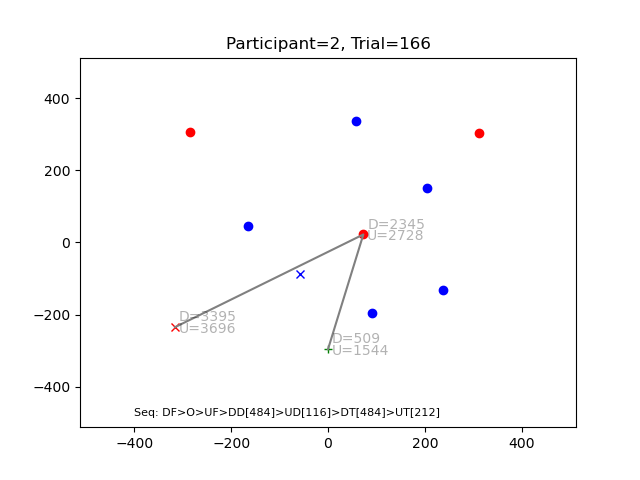 Participant=2, Trial=166
400
200
0
−200
−400
D=2345
U=2728
D=3395
U=3696
D=509
U=1544
Seq: DF>O>UF>DD[484]>UD[116]>DT[484]>UT[212]
−400
−200
0
200
400